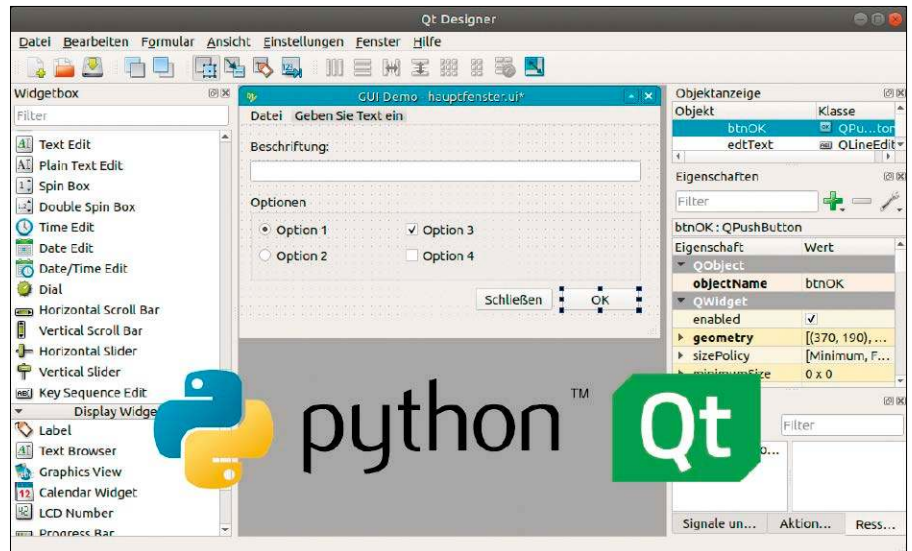 Qt Designer
Datei Bearbeiten Formular Ansicht Einstellungen Fenster Hilfe
Widgetbox
Filter
Text Edit
Plain Text Edit
Spin Box
Double Spin Box
Time Edit
Date Edit
Date/Time Edit
Dial
Horizontal Scroll Bar
Vertical Scroll Bar
Horizontal Slider
Vertical Slider
Key Sequence Edit
Display Widge
Label
Text Browser
Graphics View
Calendar Widget
LCD Number
Progress Bar
GUI-Demo - hauptfenster.ui*
Datei Geben Sie Text ein
Beschriftung:
Optionen
Option 1 Option 3
Option 2 Option 4
Schließen OK
python™
Qt
Objektanzeige
Objekt Klasse
btnOK QPu...ton
edtText QLineEdit
Eigenschaften
Filter
btnOK : QPushButton
Eigenschaft Wert
QObject
objectName btnOK
QWidget
enabled
geometry [(370, 190), ...
sizePolicy [Minimum, F...
minimumSize 0 x 0
Filter
Signale un... Aktion... Ress...